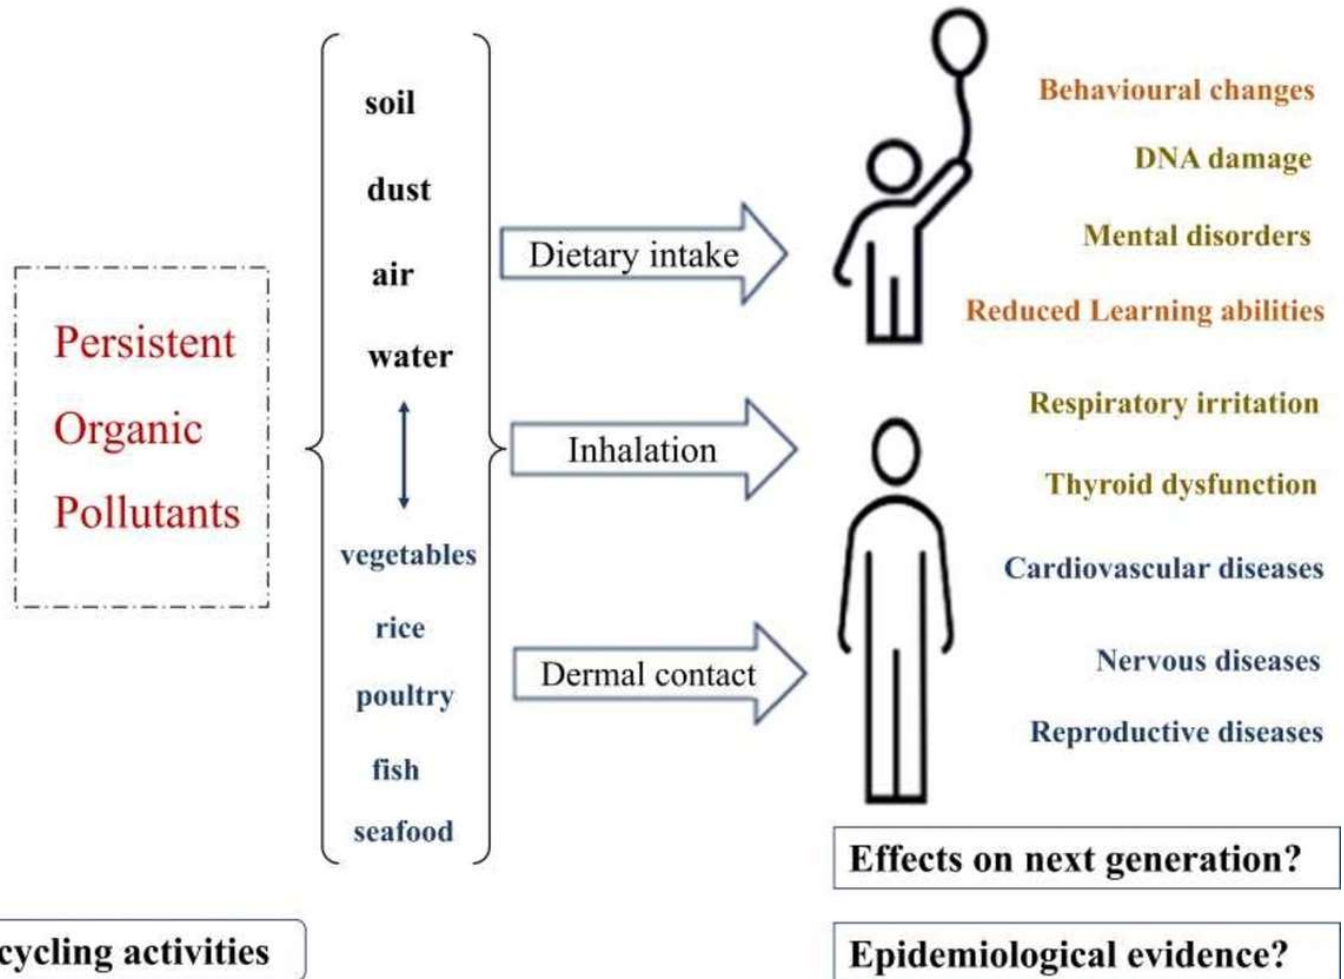 Persistent
Organic
Pollutants
soil
dust
air
water
vegetables
rice
poultry
fish
seafood
Dietary intake
Inhalation
Dermal contact
Behavioural changes
DNA damage
Mental disorders
Reduced Learning abilities
Respiratory irritation
Thyroid dysfunction
Cardiovascular diseases
Nervous diseases
Reproductive diseases
Effects on next generation?
Epidemiological evidence?
cycling activities